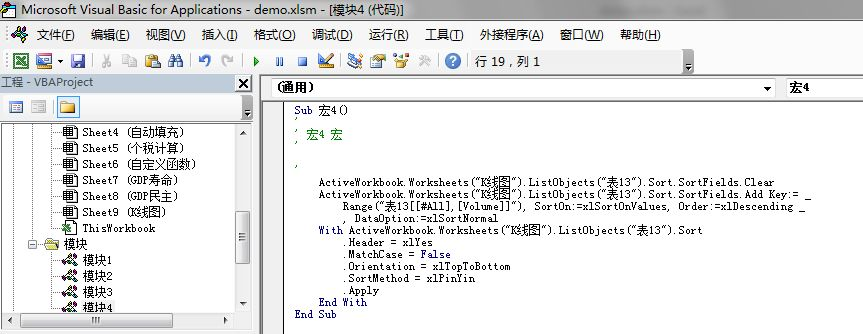 Microsoft Visual Basic for Applications - demo.xlsm - [模块4 (代码)]
文件(F) 编辑(E) 视图(V) 插入(I) 格式(O) 调试(D) 运行(R) 工具(T) 外接程序(A) 窗口(W) 帮助(H)
行 19，列 1
工程 - VBAProject
(通用)
宏4
Sheet4 (自动填充)
Sheet5 (个税计算)
Sheet6 (自定义函数)
Sheet7 (GDP寿命)
Sheet8 (GDP民主)
Sheet9 (K线图)
ThisWorkbook
模块
模块1
模块2
模块3
模块4
Sub 宏4()
'
' 宏4 宏
'
ActiveWorkbook.Worksheets("K线图").ListObjects("表13").Sort.SortFields.Clear
ActiveWorkbook.Worksheets("K线图").ListObjects("表13").Sort.SortFields.Add Key:= _
Range("表13[[#All],[Volume]]"), SortOn:=xlSortOnValues, Order:=xlDescending _
, DataOption:=xlSortNormal
With ActiveWorkbook.Worksheets("K线图").ListObjects("表13").Sort
.Header = xlYes
.MatchCase = False
.Orientation = xlTopToBottom
.SortMethod = xlPinYin
.Apply
End With
End Sub